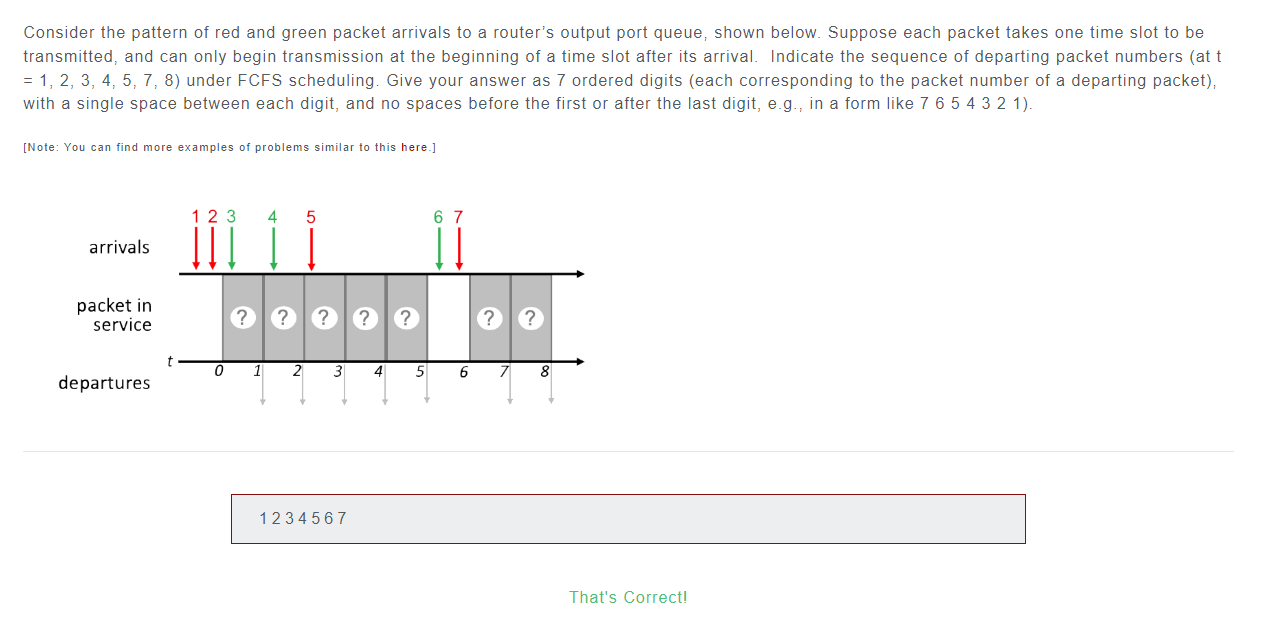 Consider the pattern of red and green packet arrivals to a router’s output port queue, shown below. Suppose each packet takes one time slot to be
transmitted, and can only begin transmission at the beginning of a time slot after its arrival.  Indicate the sequence of departing packet numbers (at t
= 1, 2, 3, 4, 5, 7, 8) under FCFS scheduling. Give your answer as 7 ordered digits (each corresponding to the packet number of a departing packet),
with a single space between each digit, and no spaces before the first or after the last digit, e.g., in a form like 7 6 5 4 3 2 1).
[Note: You can find more examples of problems similar to this here.]
1 2 3 4 5 6 7
arrivals
packet in
service
? ? ? ? ? ? ?
t
0 1 2 3 4 5 6 7 8
departures
1 2 3 4 5 6 7
That's Correct!